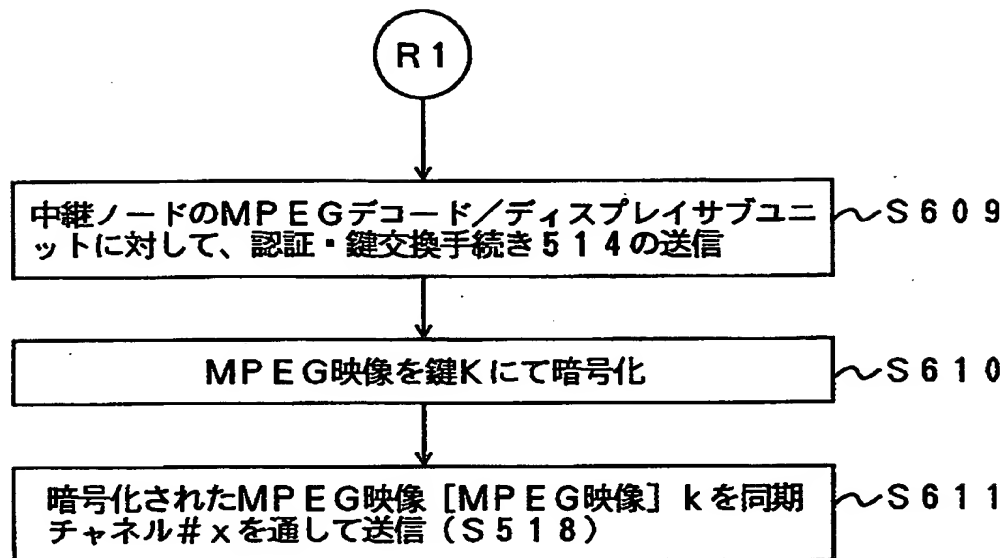 R1
中継ノードのMPEGデコード／ディスプレイサブユニ
ットに対して、認証・鍵交換手続き514の送信
S609
MPEG映像を鍵Kにて暗号化
S610
暗号化されたMPEG映像［MPEG映像］kを同期
チャネル＃xを通して送信（S518）
S611